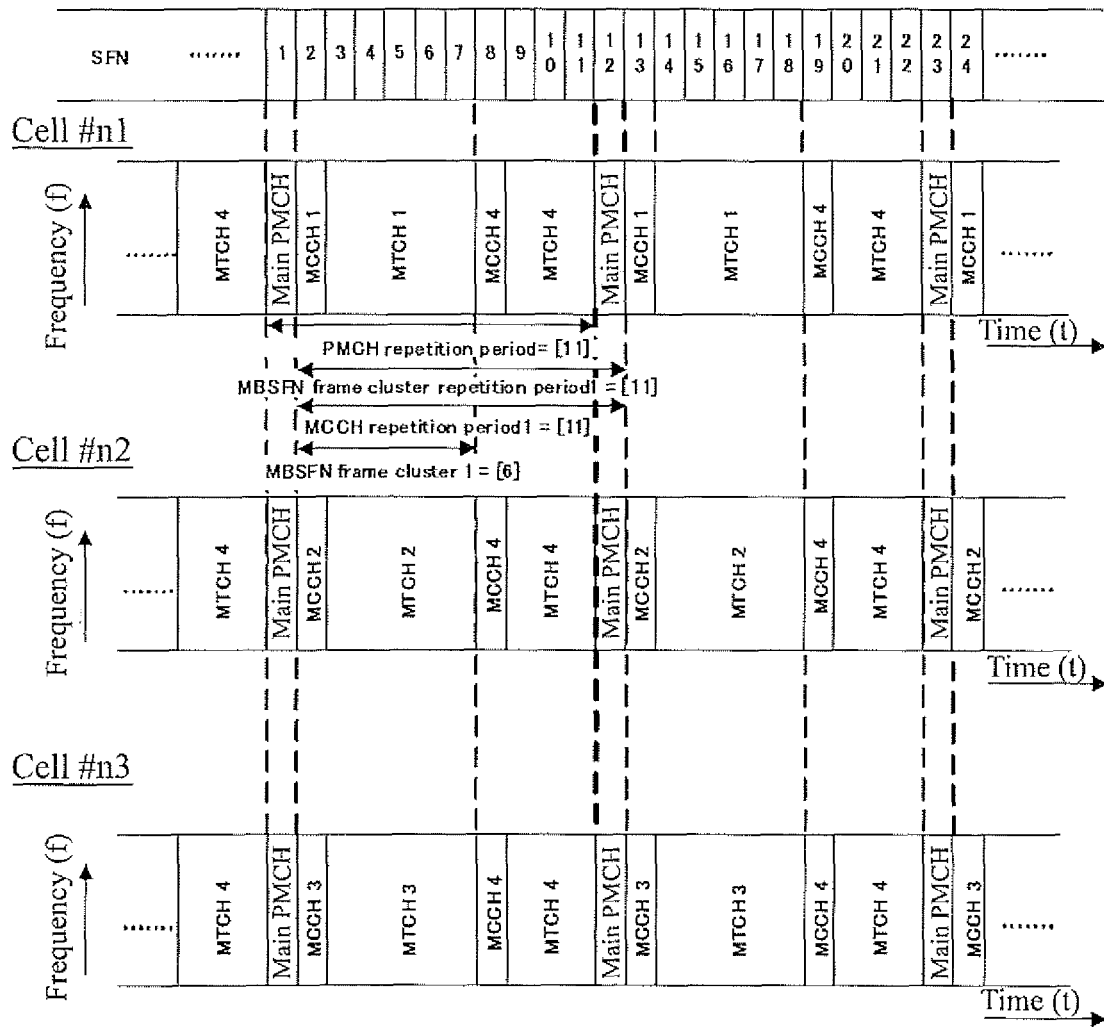 SFN ...... 1 2 3 4 5 6 7 8 9 10 11 12 13 14 15 16 17 18 19 20 21 22 23 24 ......
Cell #n1
Frequency (f)
...... MTCH 4 Main PMCH MCCH 1 MTCH 1 MCCH 4 MTCH 4 Main PMCH MCCH 1 MTCH 1 MCCH 4 MTCH 4 Main PMCH MCCH 1 ......
Time (t)
PMCH repetition period= [11]
MBSFN frame cluster repetition period1 = [11]
MCCH repetition period1 = [11]
MBSFN frame cluster 1 = [6]
Cell #n2
Frequency (f)
...... MTCH 4 Main PMCH MCCH 2 MTCH 2 MCCH 4 MTCH 4 Main PMCH MCCH 2 MTCH 2 MCCH 4 MTCH 4 Main PMCH MCCH 2 ......
Time (t)
Cell #n3
Frequency (f)
...... MTCH 4 Main PMCH MCCH 3 MTCH 3 MCCH 4 MTCH 4 Main PMCH MCCH 3 MTCH 3 MCCH 4 MTCH 4 Main PMCH MCCH 3 ......
Time (t)